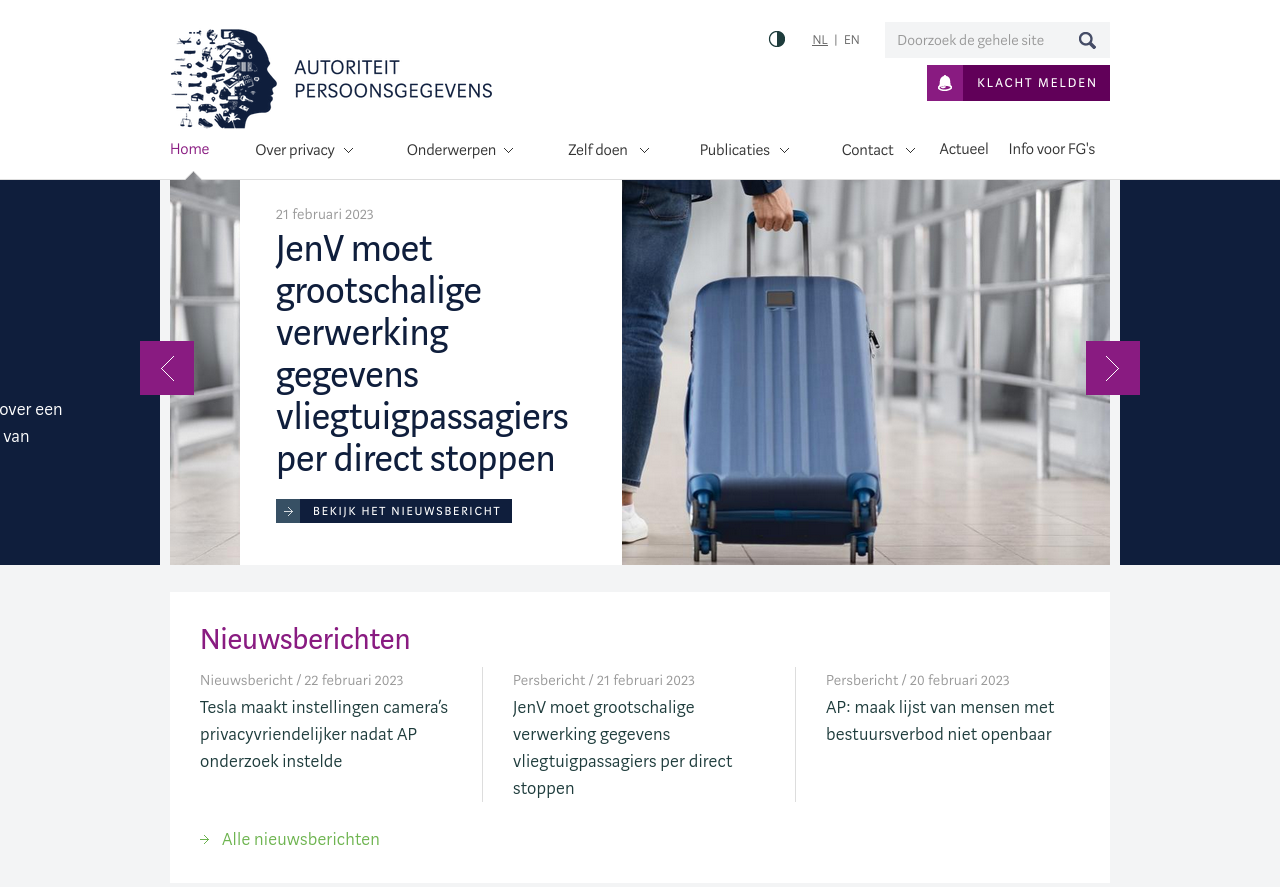 AUTORITEIT
PERSOONSGEGEVENS
NL | EN
Doorzoek de gehele site
KLACHT MELDEN
Home Over privacy Onderwerpen Zelf doen Publicaties Contact Actueel Info voor FG's
over een
van
21 februari 2023
JenV moet
grootschalige
verwerking
gegevens
vliegtuigpassagiers
per direct stoppen
BEKIJK HET NIEUWSBERICHT
Nieuwsberichten
Nieuwsbericht / 22 februari 2023
Tesla maakt instellingen camera’s
privacyvriendelijker nadat AP
onderzoek instelde
Persbericht / 21 februari 2023
JenV moet grootschalige
verwerking gegevens
vliegtuigpassagiers per direct
stoppen
Persbericht / 20 februari 2023
AP: maak lijst van mensen met
bestuursverbod niet openbaar
Alle nieuwsberichten